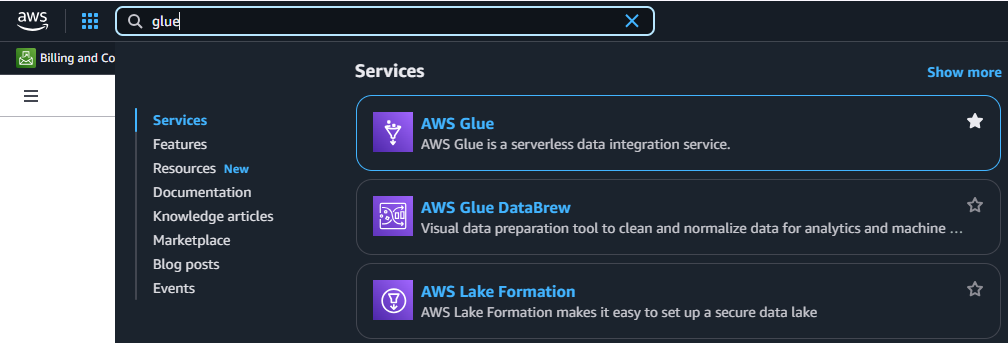 aws
glue
Billing and Co
Services
Show more
Services
Features
Resources New
Documentation
Knowledge articles
Marketplace
Blog posts
Events
AWS Glue
AWS Glue is a serverless data integration service.
AWS Glue DataBrew
Visual data preparation tool to clean and normalize data for analytics and machine ...
AWS Lake Formation
AWS Lake Formation makes it easy to set up a secure data lake